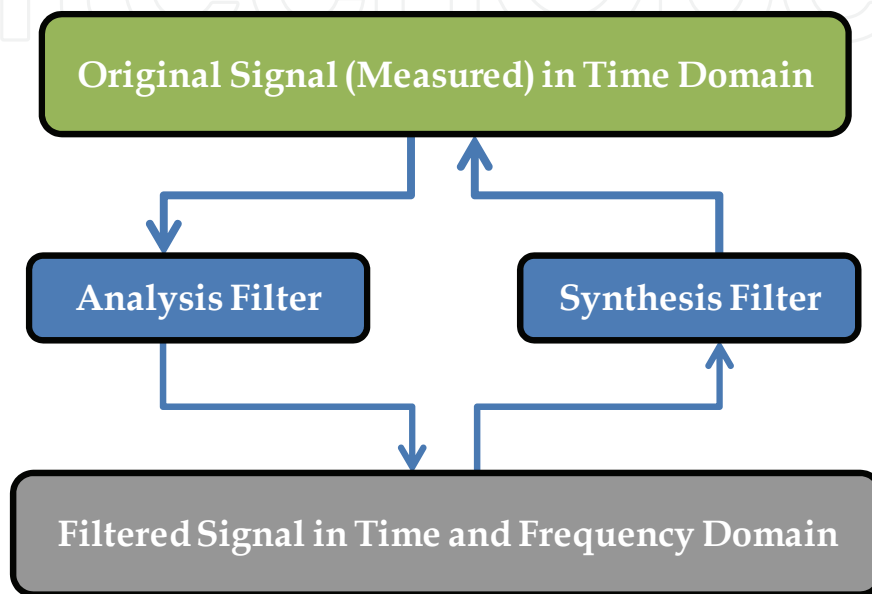 Original Signal (Measured) in Time Domain
Analysis Filter
Synthesis Filter
Filtered Signal in Time and Frequency Domain